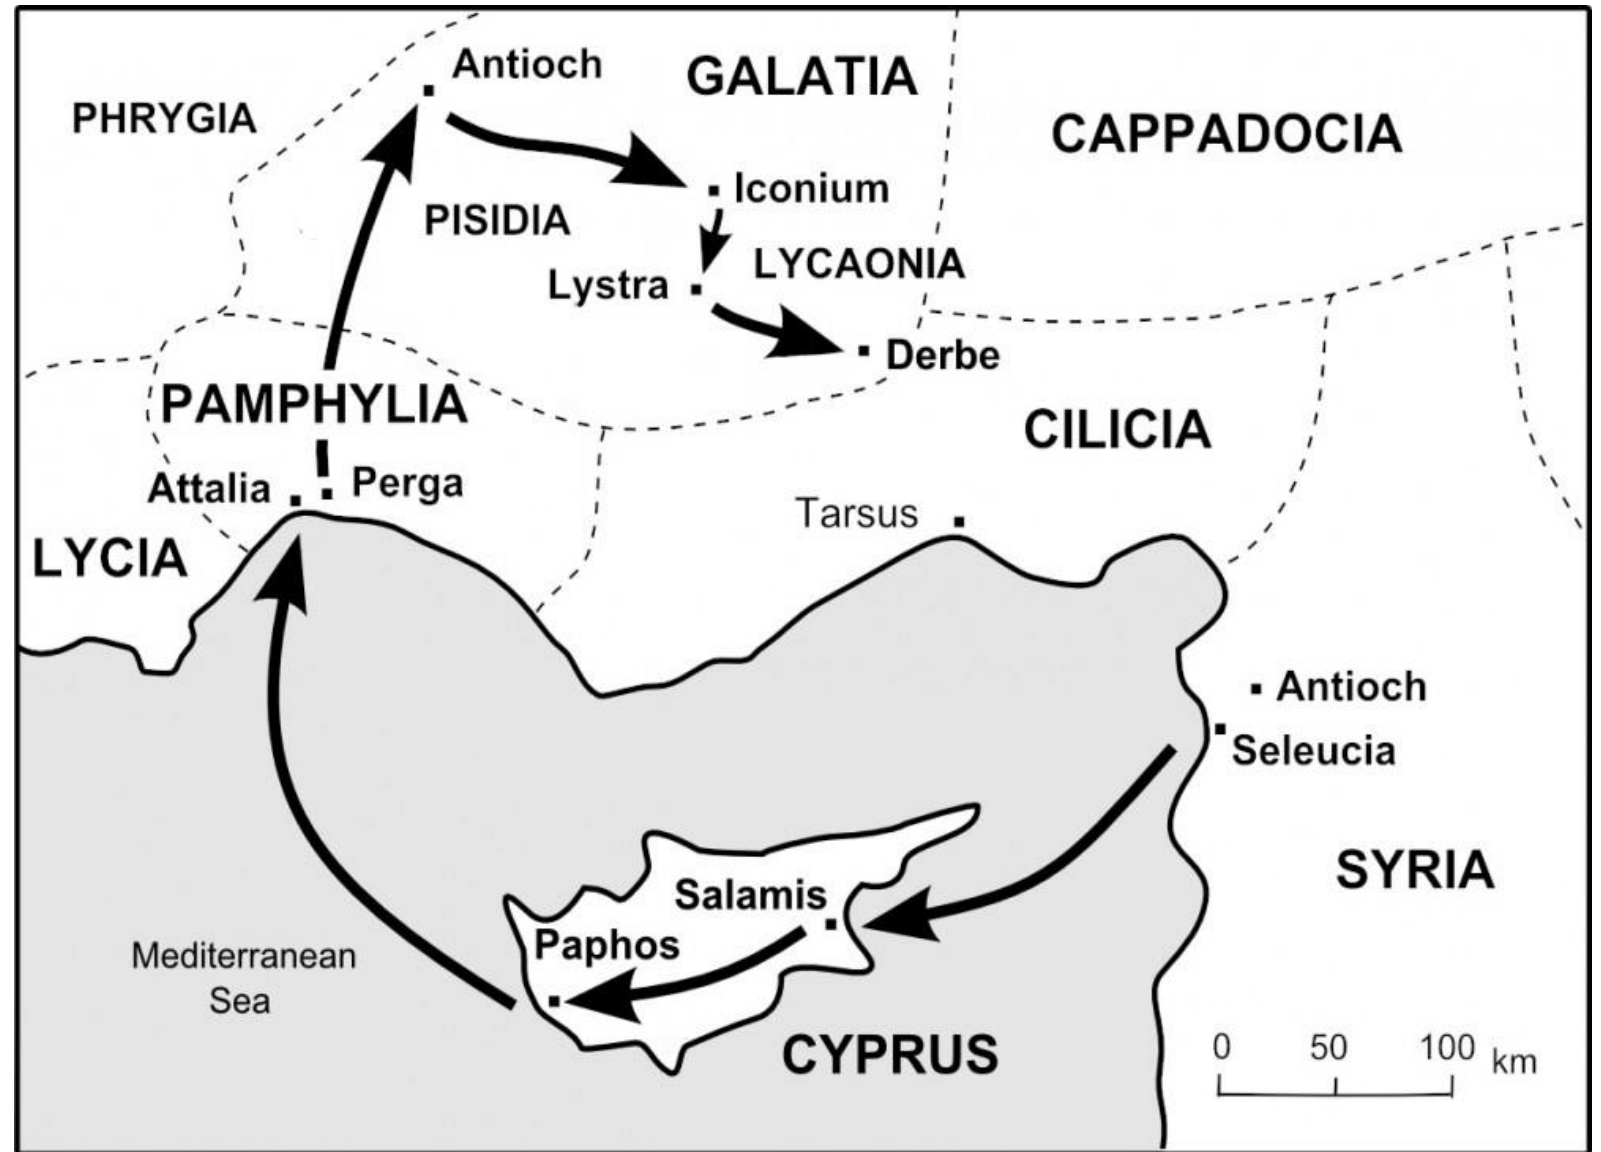 Antioch
GALATIA
PHRYGIA
CAPPADOCIA
Iconium
PISIDIA
LYCAONIA
Lystra
Derbe
PAMPHYLIA
CILICIA
Attalia
Perga
Tarsus
LYCIA
Antioch
Seleucia
SYRIA
Salamis
Paphos
Mediterranean
Sea
CYPRUS
0 50 100 km